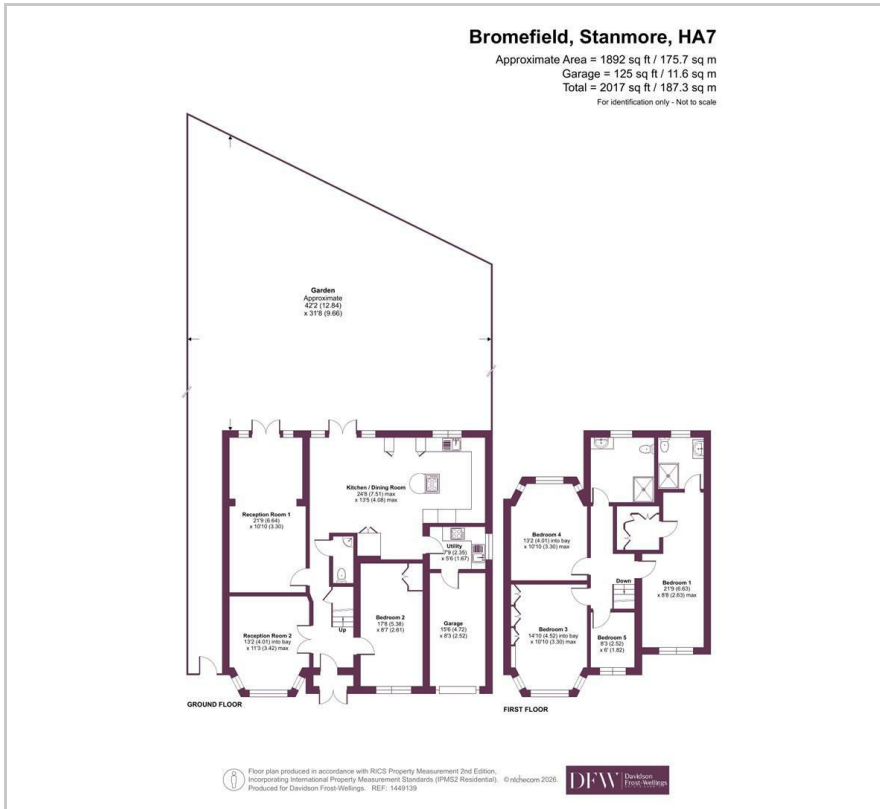 Bromefield, Stanmore, HA7
Approximate Area = 1892 sq ft / 175.7 sq m
Garage = 125 sq ft / 11.6 sq m
Total = 2017 sq ft / 187.3 sq m
For identification only - Not to scale
Garden
Approximate
42'2 (12.84)
x 31'8 (9.66)
Kitchen / Dining Room
24'8 (7.51) max
x 13'5 (4.08) max
Reception Room 1
21'9 (6.64)
x 10'10 (3.30)
Utility
7'9 (2.35)
x 5'6 (1.67)
Bedroom 2
17'8 (5.38)
x 8'7 (2.61)
Garage
15'6 (4.72)
x 8'3 (2.52)
Reception Room 2
13'2 (4.01) into bay
x 11'3 (3.42) max
Up
GROUND FLOOR
Bedroom 4
13'2 (4.01) into bay
x 10'10 (3.30) max
Down
Bedroom 1
21'9 (6.63)
x 8'8 (2.63) max
Bedroom 3
14'10 (4.52) into bay
x 10'10 (3.30) max
Bedroom 5
8'3 (2.52)
x 6' (1.82)
FIRST FLOOR
Floor plan produced in accordance with RICS Property Measurement 2nd Edition,
Incorporating International Property Measurement Standards (IPMS2 Residential). © nichecom 2026.
Produced for Davidson Frost-Wellings. REF: 1449139
DFW
Davidson
Frost-Wellings